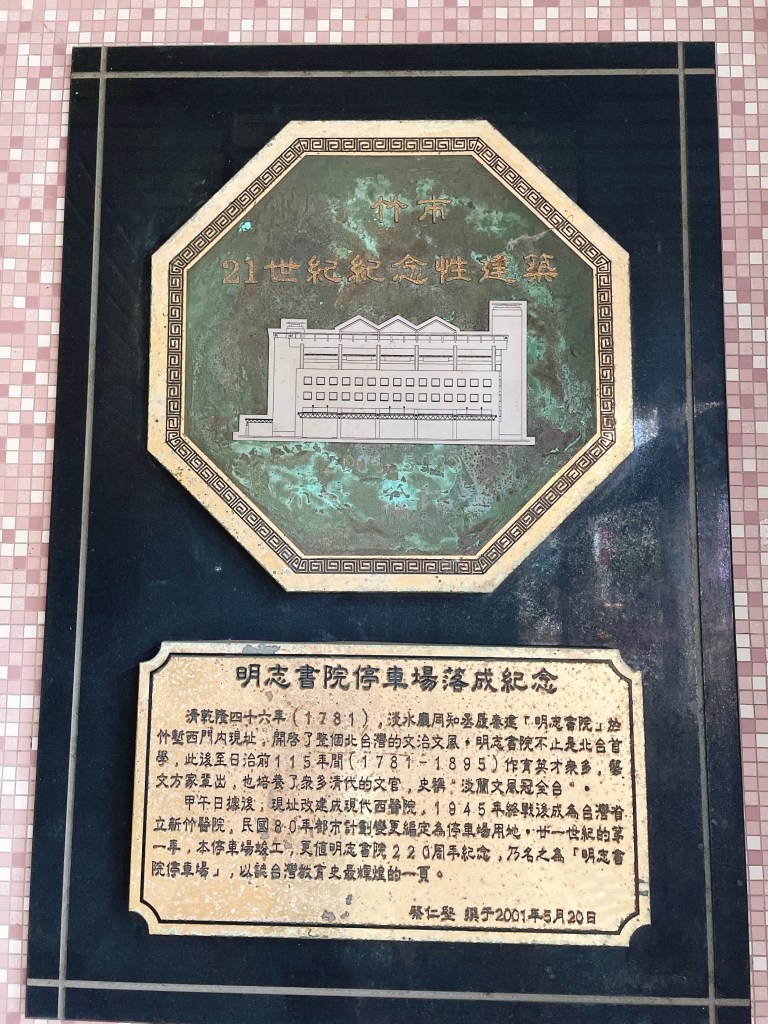 竹市
21世紀紀念性建築
明志書院停車場落成紀念
清乾隆四十六年(1781)，淡水廳同知丞履泰建「明志書院」於
竹塹西門內現址，開啓了整個北台灣的文治文風。明志書院不止是北台首
學，此後至日治前115年間(1781-1895)作育英才衆多，藝
文方家輩出，也培養了衆多清代的文官，史稱“淡蘭文風冠全台”。
甲午日據後，現址改建成現代西醫院，1945年終戰後成為台灣省
立新竹醫院，民國80年都市計劃變更編定為停車場用地。廿一世紀的第
一年，本停車場竣工，更值明志書院220周年紀念，乃名之為「明志書
院停車場」，以誌台灣教育史最輝煌的一頁。
蔡仁堅 撰于2001年5月20日